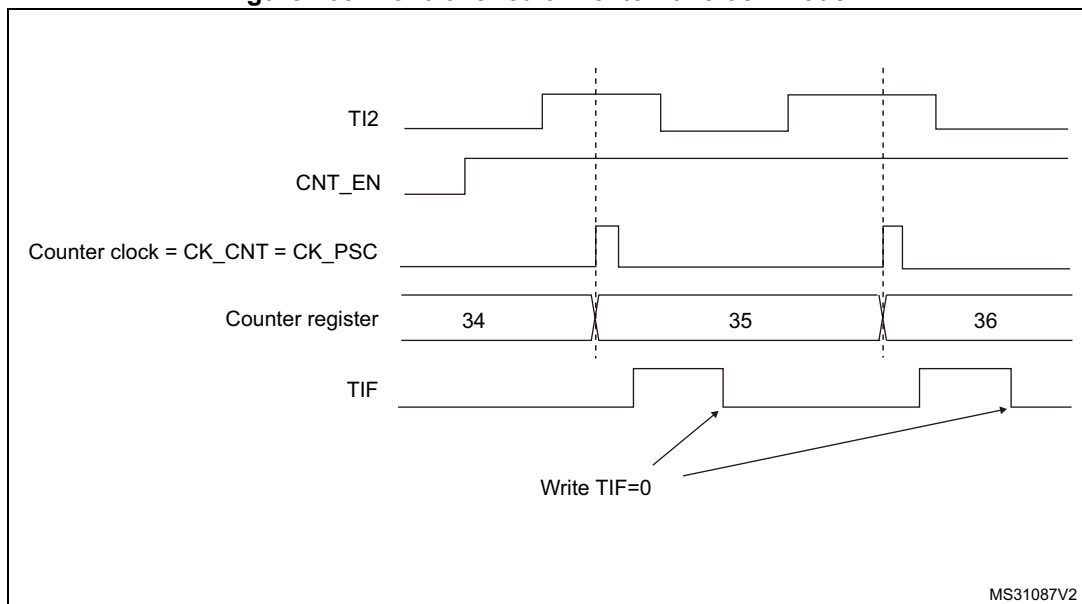 TI2
CNT_EN
Counter clock = CK_CNT = CK_PSC
Counter register 34 35 36
TIF
Write TIF=0
MS31087V2